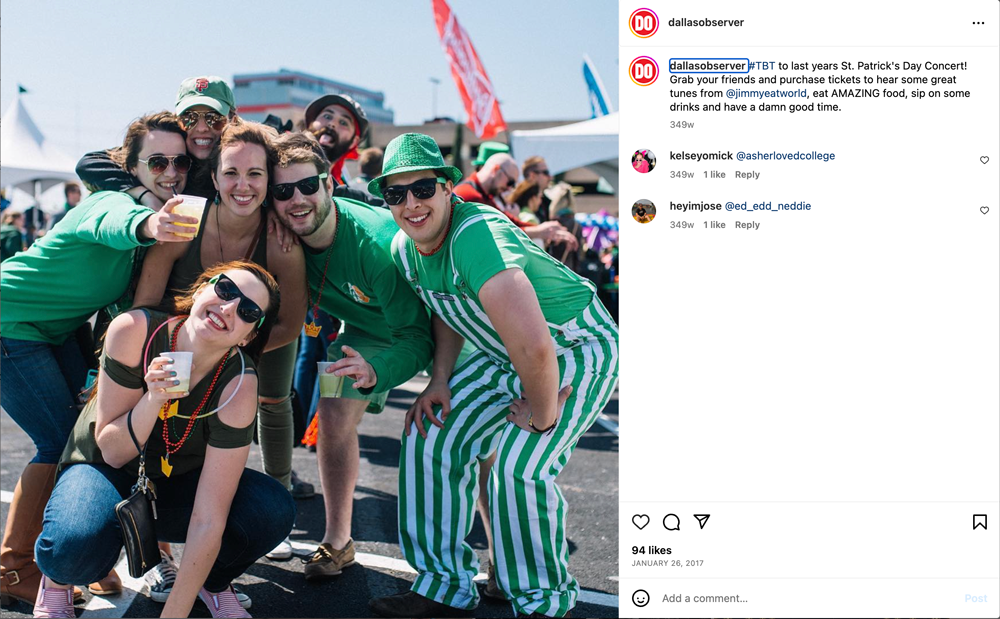 DO dallasobserver
DO dallasobserver #TBT to last years St. Patrick's Day Concert!
Grab your friends and purchase tickets to hear some great
tunes from @jimmyeatworld, eat AMAZING food, sip on some
drinks and have a damn good time.
349w
kelseyomick @asherlovedcollege
349w 1 like Reply
heyimjose @ed_edd_neddie
349w 1 like Reply
94 likes
JANUARY 26, 2017
Add a comment... Post